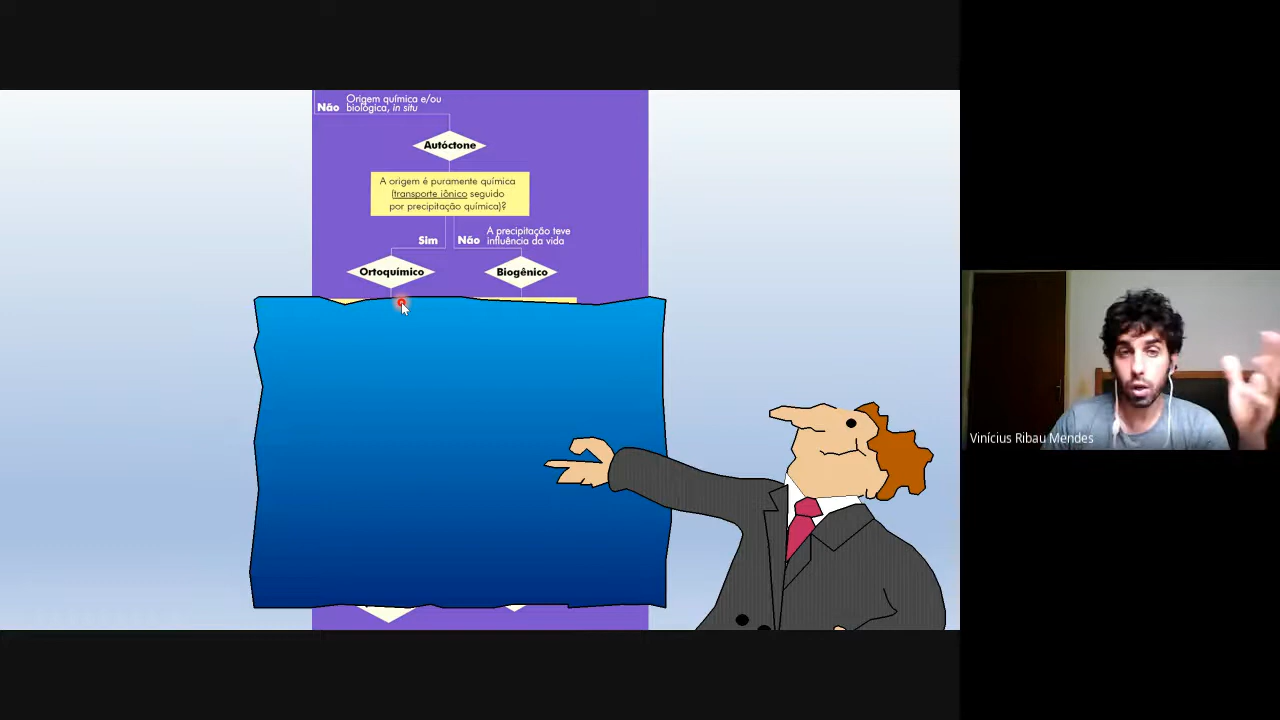 Origem química e/ou
Não biológica, in situ
Autóctone
A origem é puramente química
(transporte iônico seguido
por precipitação química)?
Sim
Não
A precipitação teve
influência da vida
Ortoquímico
Biogênico
Vinícius Ribau Mendes